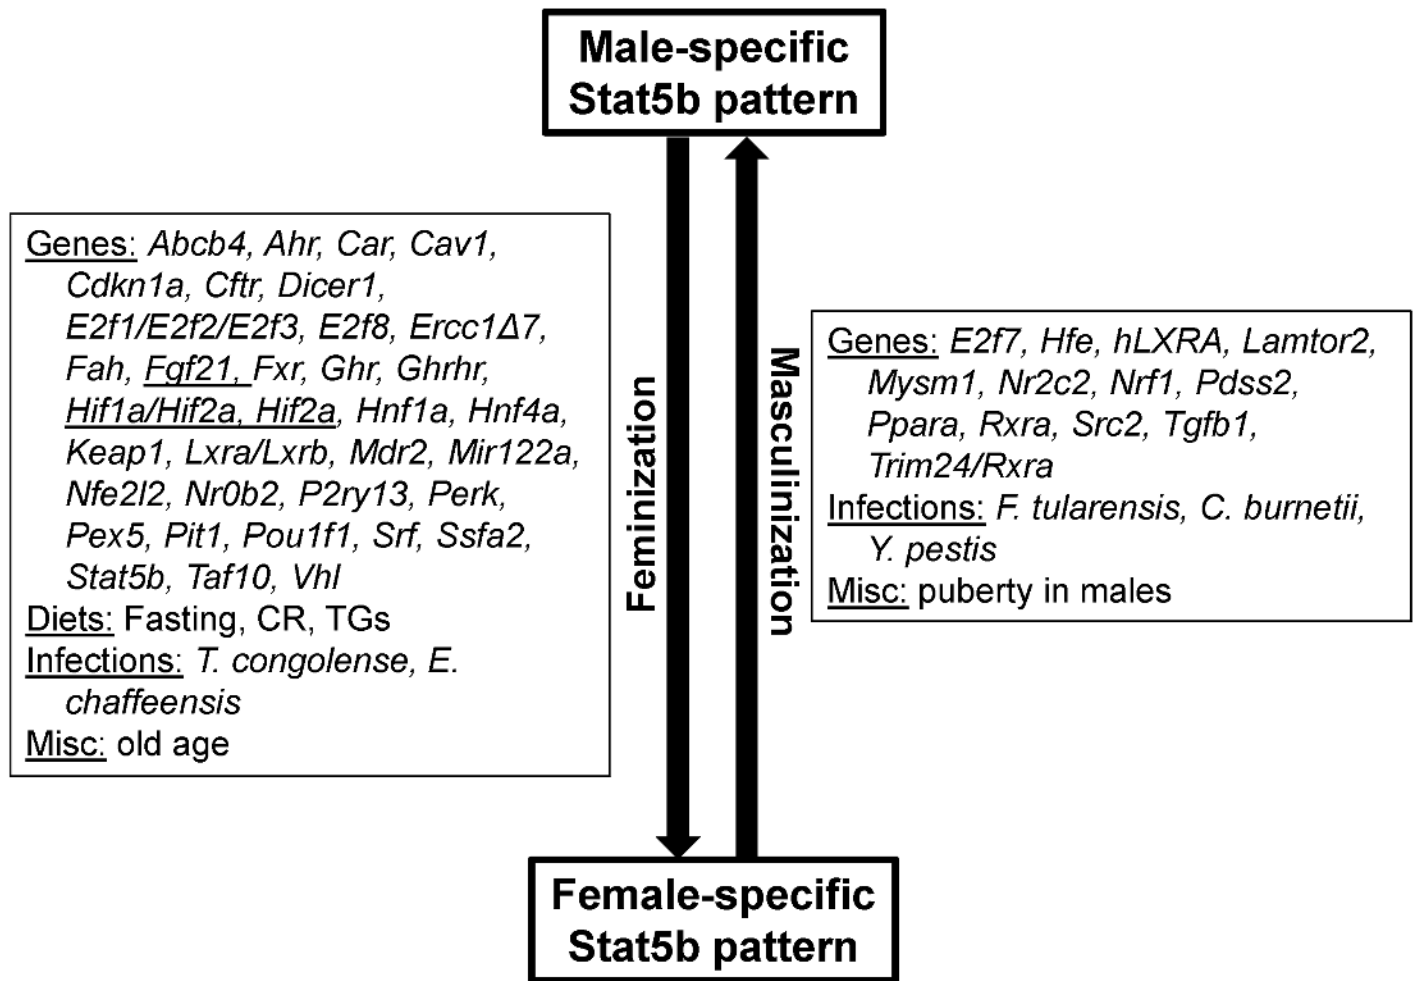 Male-specific
Stat5b pattern
Genes: Abcb4, Ahr, Car, Cav1,
Cdkn1a, Cftr, Dicer1,
E2f1/E2f2/E2f3, E2f8, Ercc1Δ7,
Fah, Fgf21, Fxr, Ghr, Ghrhr,
Hif1a/Hif2a, Hif2a, Hnf1a, Hnf4a,
Keap1, Lxra/Lxrb, Mdr2, Mir122a,
Nfe2l2, Nr0b2, P2ry13, Perk,
Pex5, Pit1, Pou1f1, Srf, Ssfa2,
Stat5b, Taf10, Vhl
Diets: Fasting, CR, TGs
Infections: T. congolense, E.
chaffeensis
Misc: old age
Feminization
Masculinization
Genes: E2f7, Hfe, hLXRA, Lamtor2,
Mysm1, Nr2c2, Nrf1, Pdss2,
Ppara, Rxra, Src2, Tgfb1,
Trim24/Rxra
Infections: F. tularensis, C. burnetii,
Y. pestis
Misc: puberty in males
Female-specific
Stat5b pattern